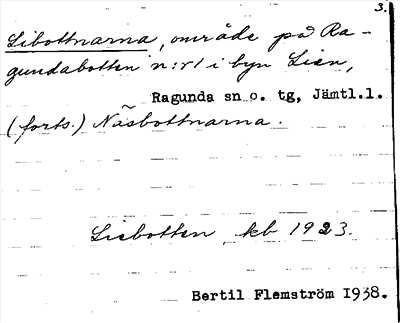 3.
Libottnarna, område på Ra-
gundabotten n:r1 i byn Lien,
Ragunda sn o. tg, Jämtl.l.
(forts.) Näsbottnarna.
Liebotten kb 1923.
Bertil Flemström 1938.